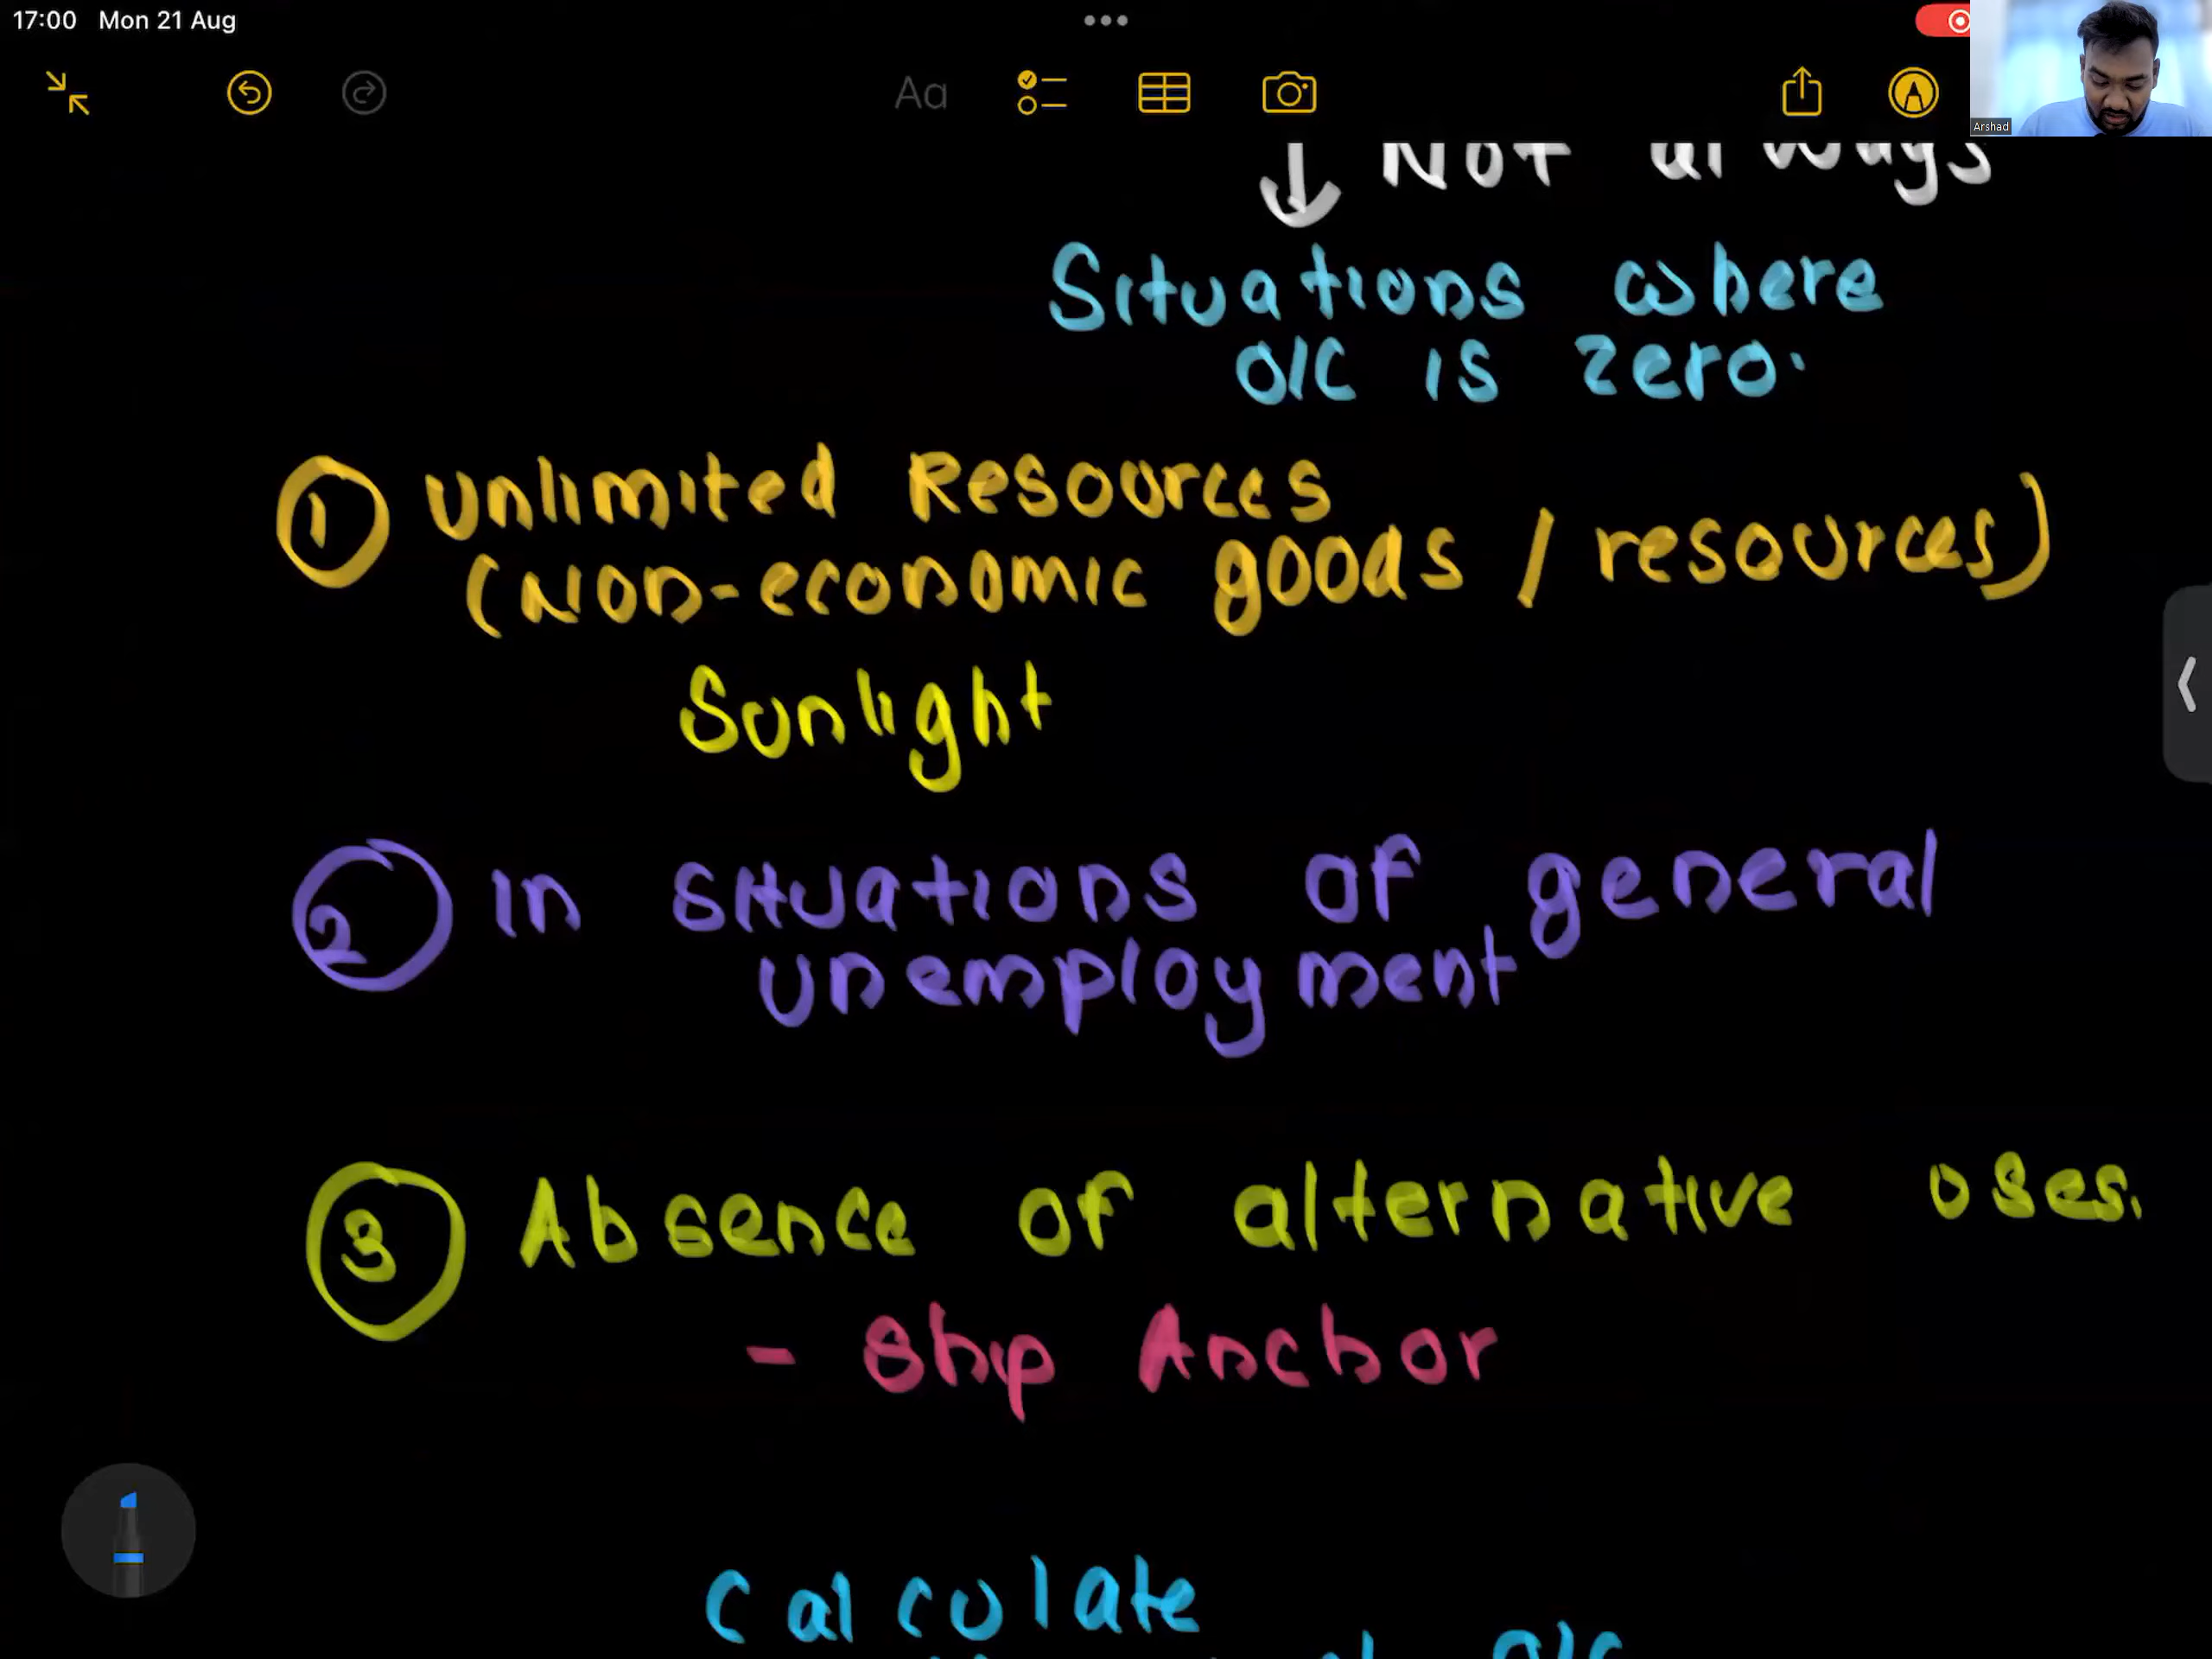 17:00 Mon 21 Aug
Aa
Arshad
Not always
Situations where
O/C is zero.
1 Unlimited Resources
(Non-economic goods / resources)
Sunlight
2 In situations of general
unemployment
3 Absence of alternative uses.
- Ship Anchor
Calculate
O/C